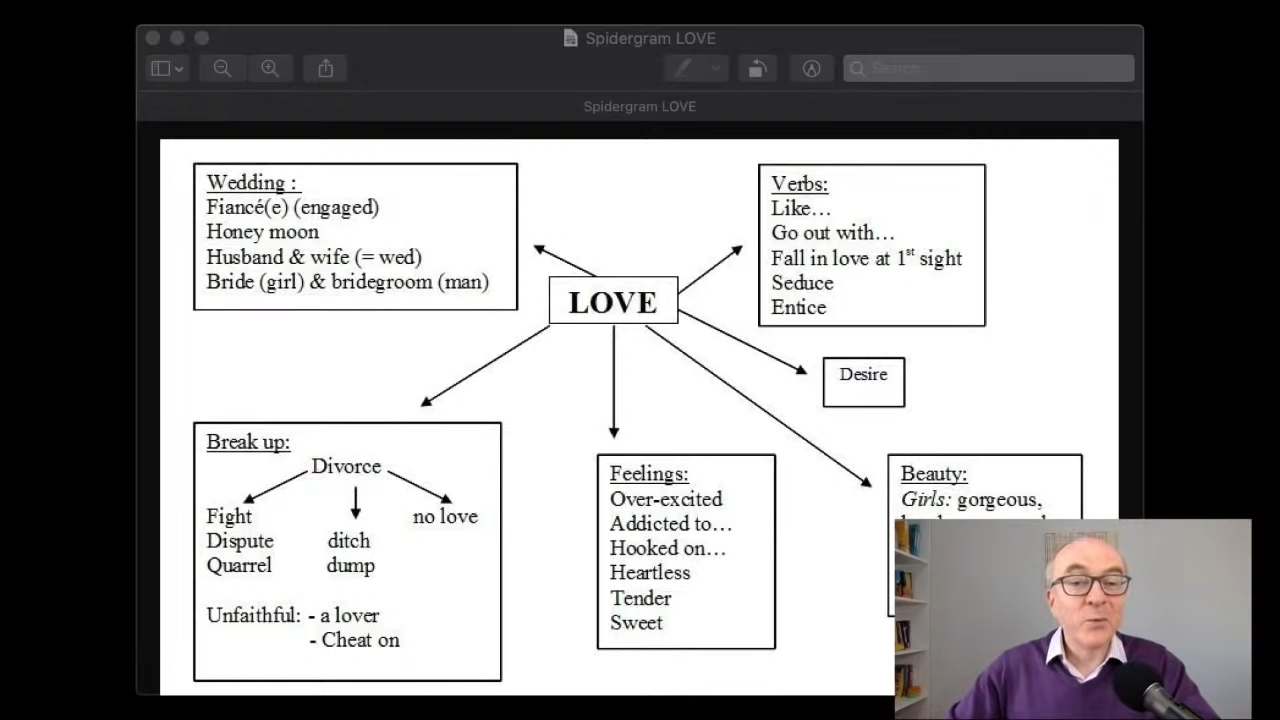 Spidergram LOVE
Search
Spidergram LOVE
Wedding :
Fiancé(e) (engaged)
Honey moon
Husband & wife (= wed)
Bride (girl) & bridegroom (man)
Verbs:
Like…
Go out with…
Fall in love at 1st sight
Seduce
Entice
LOVE
Desire
Break up:
Divorce
Fight no love
Dispute ditch
Quarrel dump
Unfaithful: - a lover
- Cheat on
Feelings:
Over-excited
Addicted to…
Hooked on…
Heartless
Tender
Sweet
Beauty:
Girls: gorgeous,